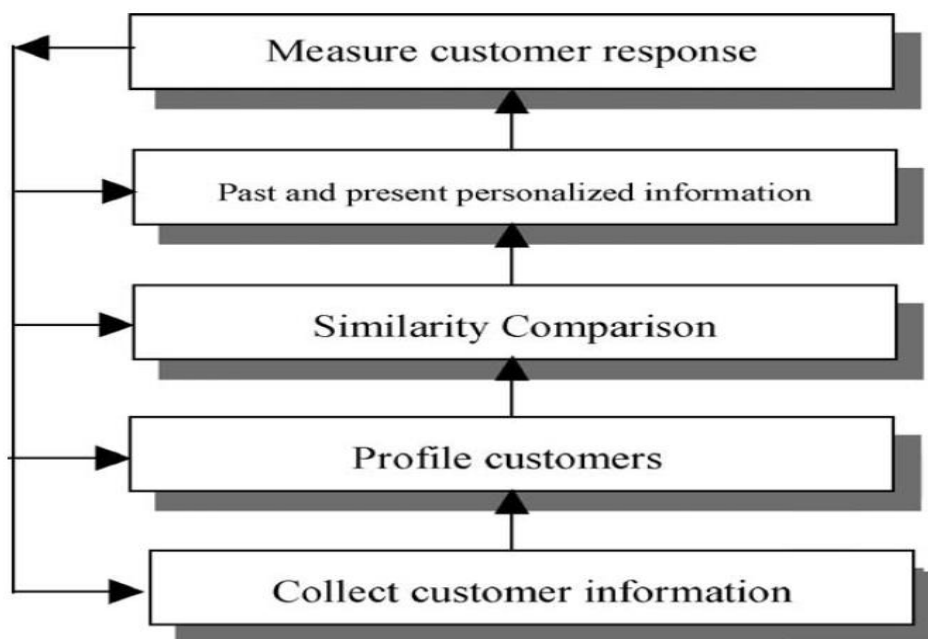 Measure customer response
Past and present personalized information
Similarity Comparison
Profile customers
Collect customer information